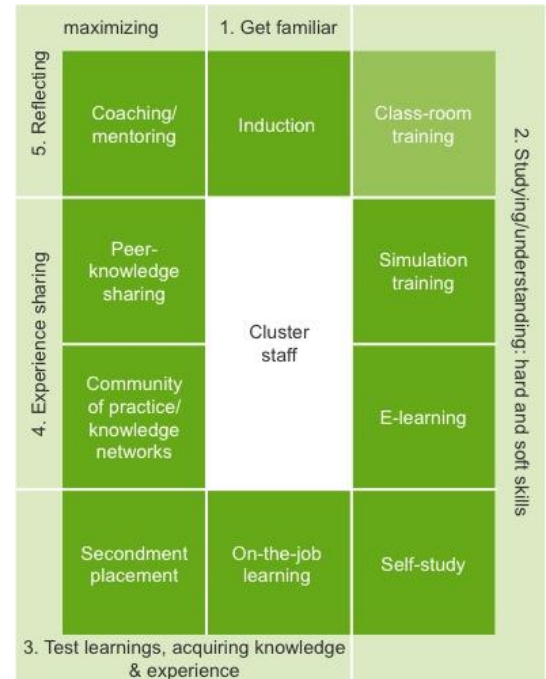 maximizing
1. Get familiar
5. Reflecting
Coaching/
mentoring
Induction
Class-room
training
2. Studying/understanding: hard and soft skills
4. Experience sharing
Peer-
knowledge
sharing
Cluster
staff
Simulation
training
Community
of practice/
knowledge
networks
E-learning
Secondment
placement
On-the-job
learning
Self-study
3. Test learnings, acquiring knowledge
& experience